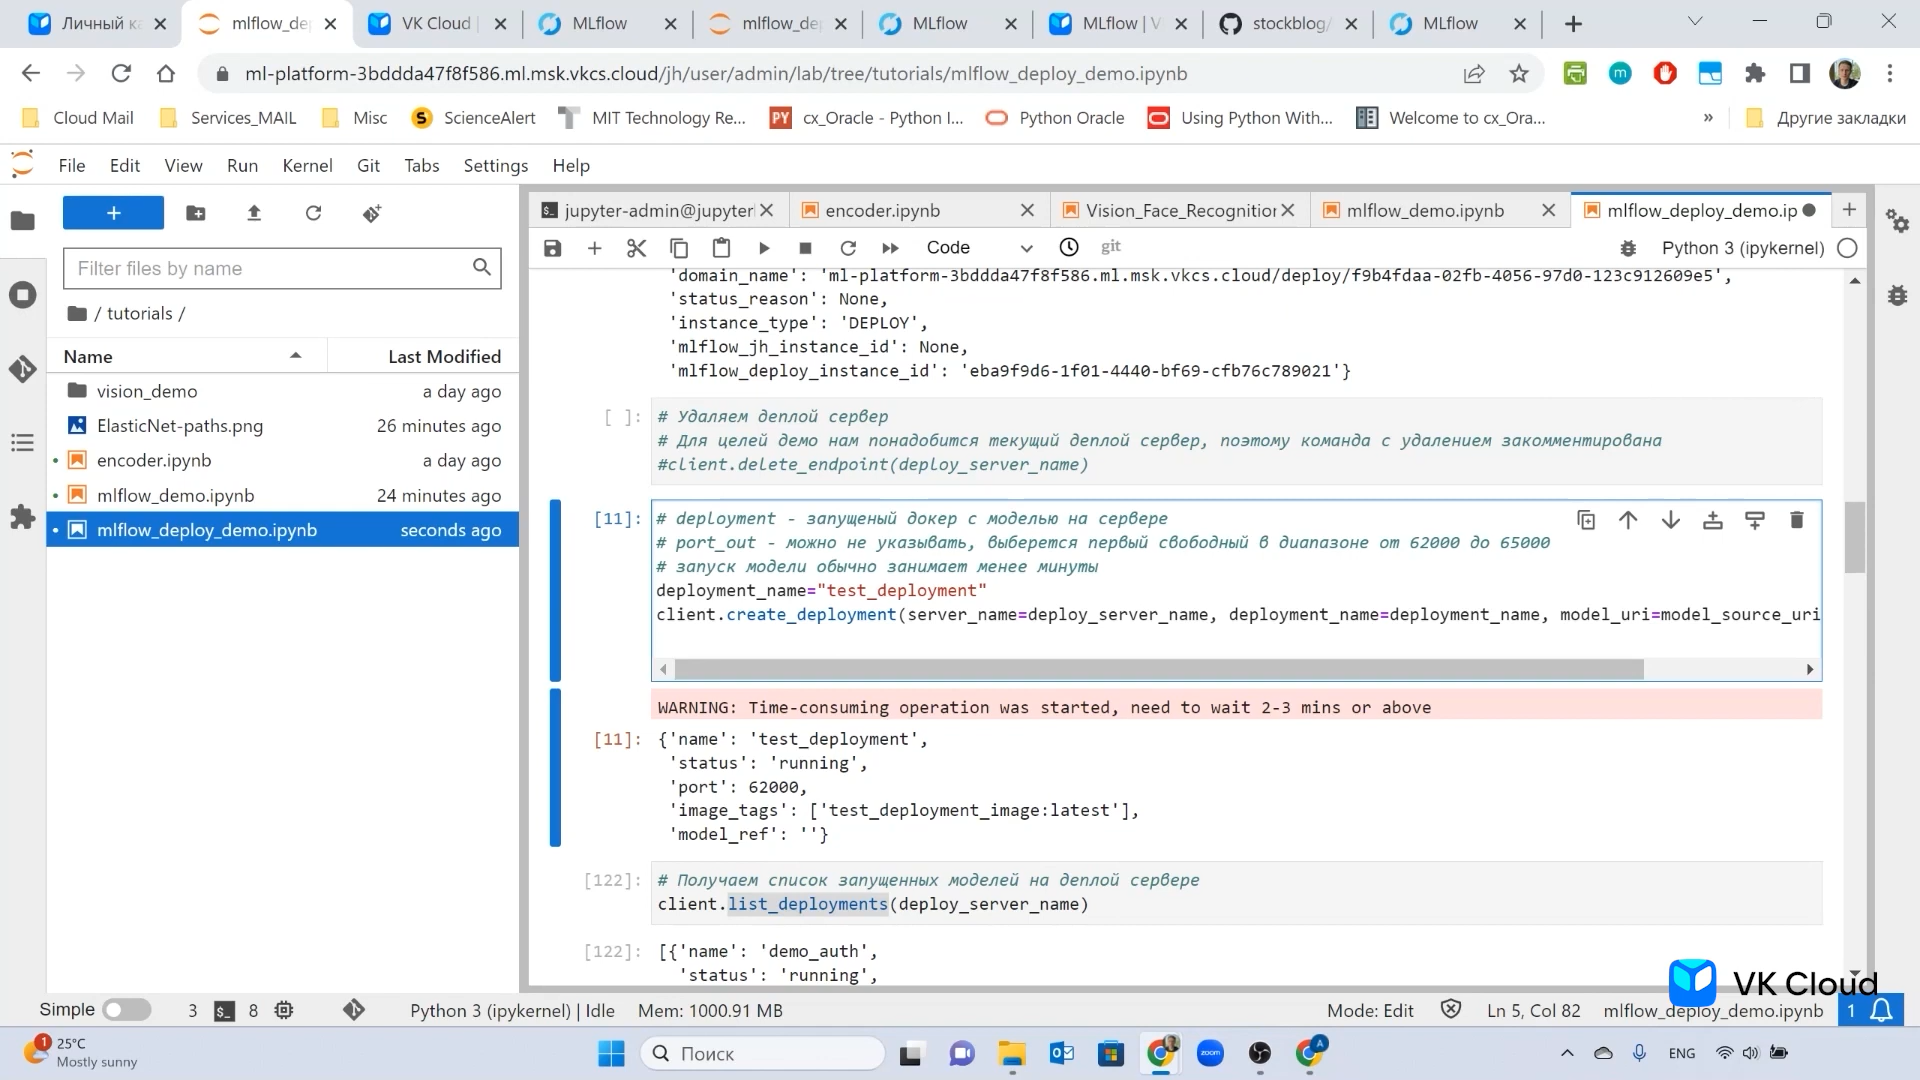 Личный ка
mlflow_de
VK Cloud |
MLflow
mlflow_de
MLflow
MLflow | V
stockblog/
MLflow
ml-platform-3bddda47f8f586.ml.msk.vkcs.cloud/jh/user/admin/lab/tree/tutorials/mlflow_deploy_demo.ipynb
Cloud Mail
Services_MAIL
Misc
ScienceAlert
MIT Technology Re...
PY
cx_Oracle - Python I...
Python Oracle
Using Python With...
Welcome to cx_Ora...
»
Другие закладки
File Edit View Run Kernel Git Tabs Settings Help
jupyter-admin@jupyter
encoder.ipynb
Vision_Face_Recognition
mlflow_demo.ipynb
mlflow_deploy_demo.ip
Code
git
Python 3 (ipykernel)
Filter files by name
/ tutorials /
Name Last Modified
vision_demo a day ago
ElasticNet-paths.png 26 minutes ago
encoder.ipynb a day ago
mlflow_demo.ipynb 24 minutes ago
mlflow_deploy_demo.ipynb seconds ago
'domain_name': 'ml-platform-3bddda47f8f586.ml.msk.vkcs.cloud/deploy/f9b4fdaa-02fb-4056-97d0-123c912609e5',
'status_reason': None,
'instance_type': 'DEPLOY',
'mlflow_jh_instance_id': None,
'mlflow_deploy_instance_id': 'eba9f9d6-1f01-4440-bf69-cfb76c789021'}
[ ]: # Удаляем деплой сервер
# Для целей демо нам понадобится текущий деплой сервер, поэтому команда с удалением закомментирована
#client.delete_endpoint(deploy_server_name)
[11]: # deployment - запущеный докер с моделью на сервере
# port_out - можно не указывать, выберется первый свободный в диапазоне от 62000 до 65000
# запуск модели обычно занимает менее минуты
deployment_name="test_deployment"
client.create_deployment(server_name=deploy_server_name, deployment_name=deployment_name, model_uri=model_source_uri
WARNING: Time-consuming operation was started, need to wait 2-3 mins or above
[11]: {'name': 'test_deployment',
'status': 'running',
'port': 62000,
'image_tags': ['test_deployment_image:latest'],
'model_ref': ''}
[122]: # Получаем список запущенных моделей на деплой сервере
client.list_deployments(deploy_server_name)
[122]: [{'name': 'demo_auth',
'status': 'running',
VK Cloud
Simple
3
8
Python 3 (ipykernel) | Idle
Mem: 1000.91 MB
Mode: Edit
Ln 5, Col 82
mlflow_deploy_demo.ipynb
1
1
25°C
Mostly sunny
Поиск
zoom
A
ENG